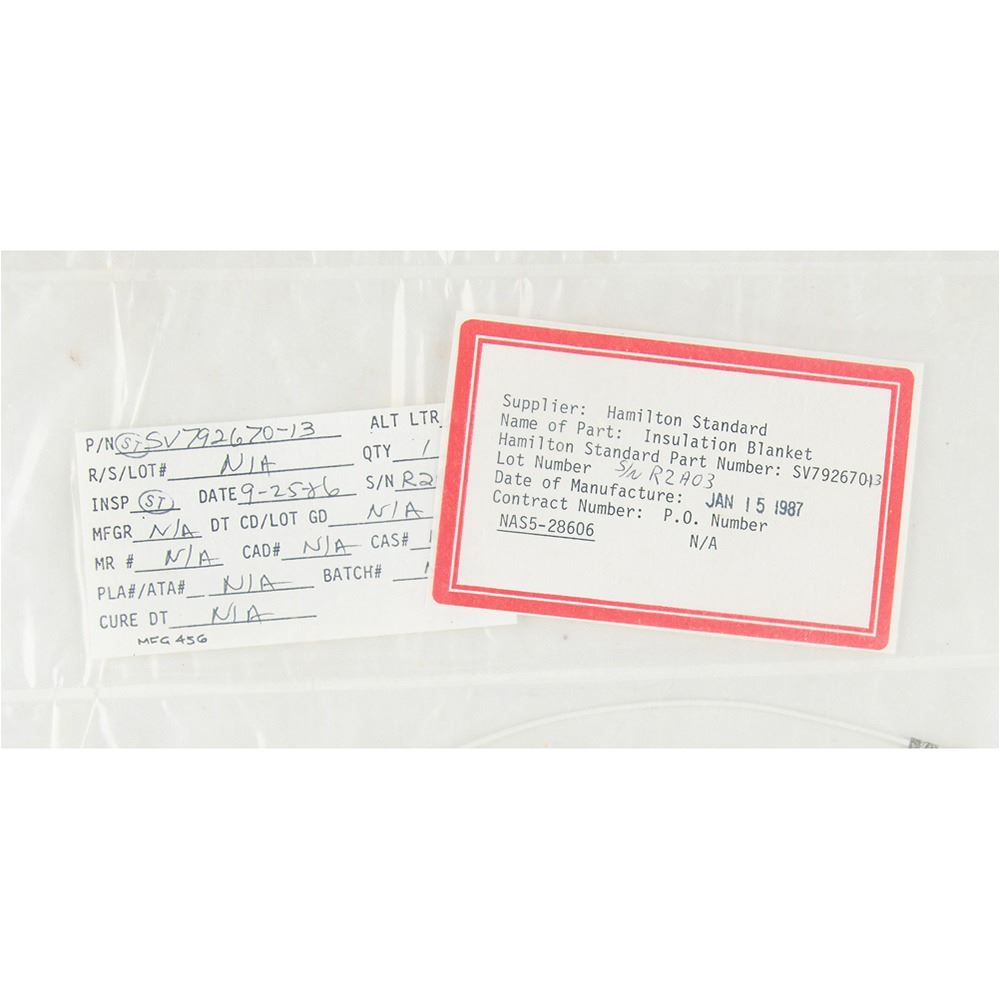 P/N ST SV792670-13 ALT LTR
R/S/LOT# N/A QTY 1
INSP ST DATE 9-25-86 S/N R2
MFGR N/A DT CD/LOT GD N/A
MR # N/A CAD# N/A CAS#
PLA#/ATA# N/A BATCH#
CURE DT N/A
MFG 456
Supplier: Hamilton Standard
Name of Part: Insulation Blanket
Hamilton Standard Part Number: SV792670-13
Lot Number S/N R2A03
Date of Manufacture: JAN 15 1987
Contract Number: P.O. Number
NAS5-28606 N/A